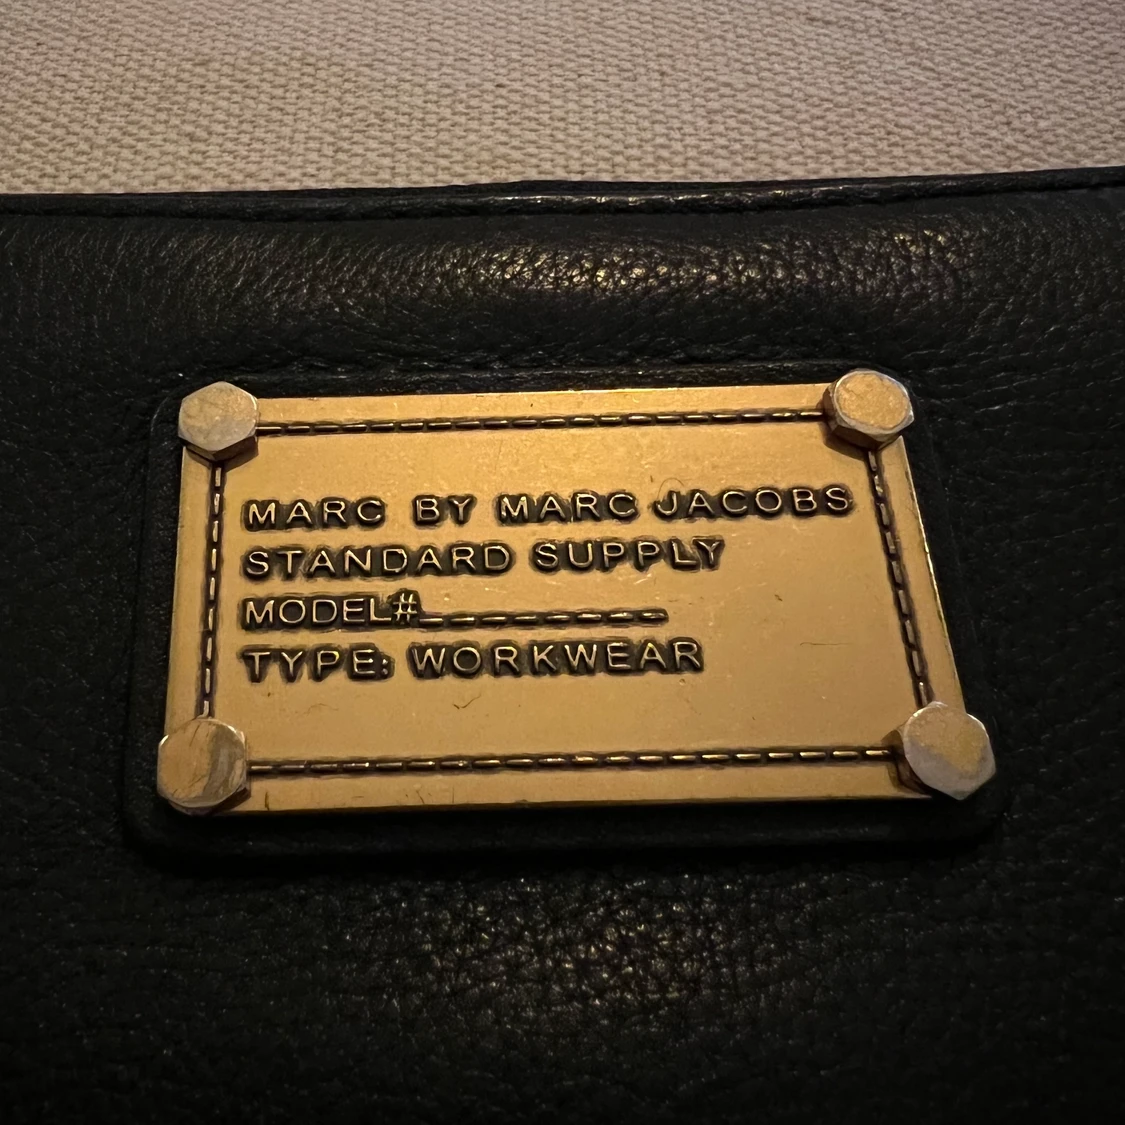 MARC BY MARC JACOBS
STANDARD SUPPLY
MODEL#_________
TYPE: WORKWEAR